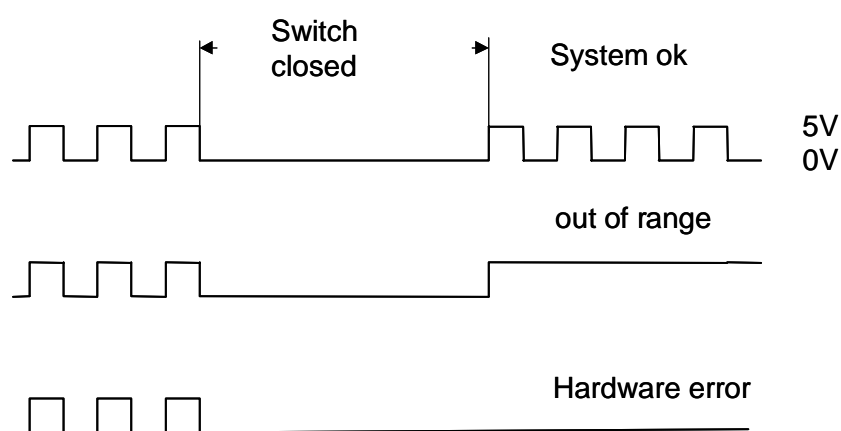 Switch
closed
System ok
5V
0V
out of range
Hardware error